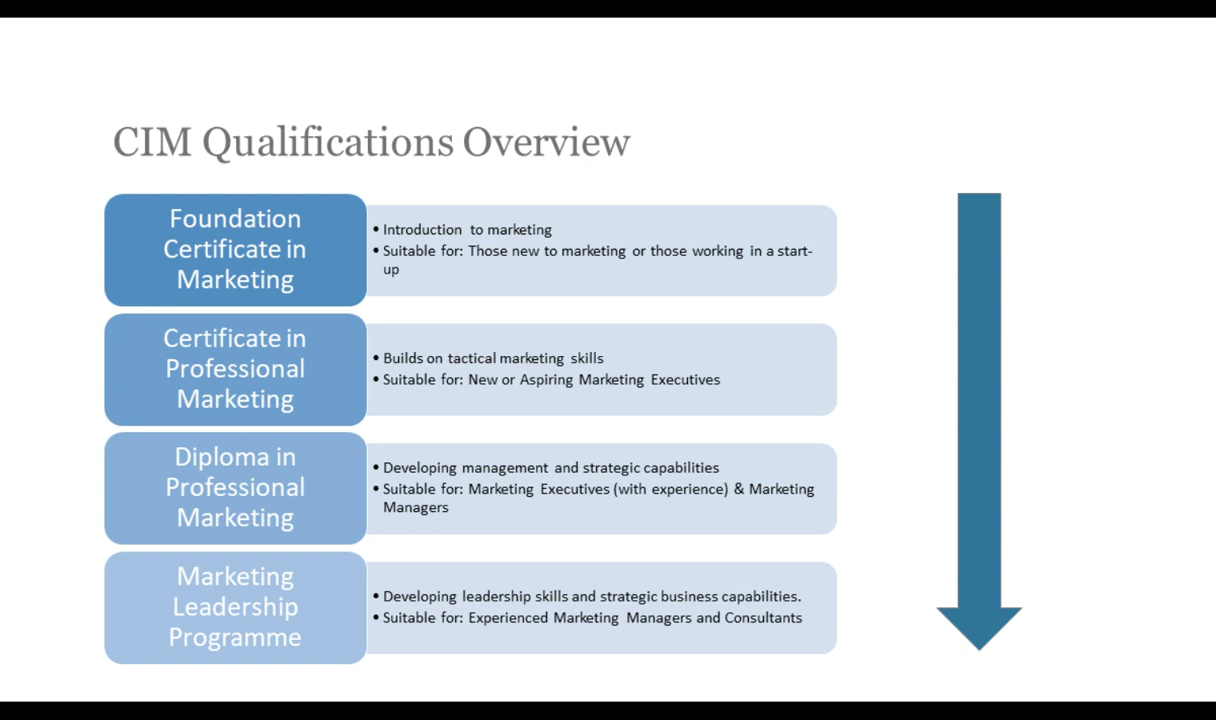 CIM Qualifications Overview
Foundation
Certificate in
Marketing
• Introduction to marketing
• Suitable for: Those new to marketing or those working in a start-
up
Certificate in
Professional
Marketing
• Builds on tactical marketing skills
• Suitable for: New or Aspiring Marketing Executives
Diploma in
Professional
Marketing
• Developing management and strategic capabilities
• Suitable for: Marketing Executives (with experience) & Marketing
Managers
Marketing
Leadership
Programme
• Developing leadership skills and strategic business capabilities.
• Suitable for: Experienced Marketing Managers and Consultants